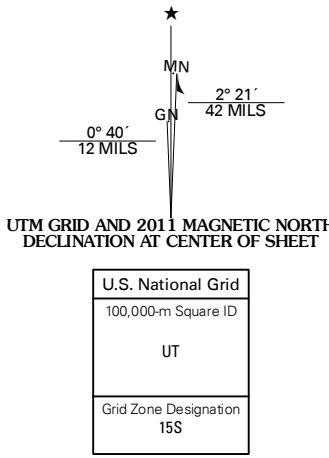 MN
GN
2° 21´
42 MILS
0° 40´
12 MILS
UTM GRID AND 2011 MAGNETIC NORTH
DECLINATION AT CENTER OF SHEET
U.S. National Grid
100,000-m Square ID
UT
Grid Zone Designation
15S